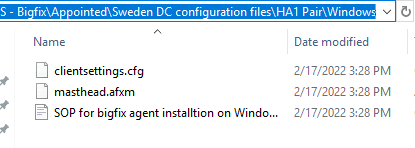 S - Bigfix\Appointed\Sweden DC configuration files\HA1 Pair\Windows
Name Date modified
clientsettings.cfg 2/17/2022 3:28 PM
masthead.afxm 2/17/2022 3:28 PM
SOP for bigfix agent installtion on Windo... 2/17/2022 3:28 PM